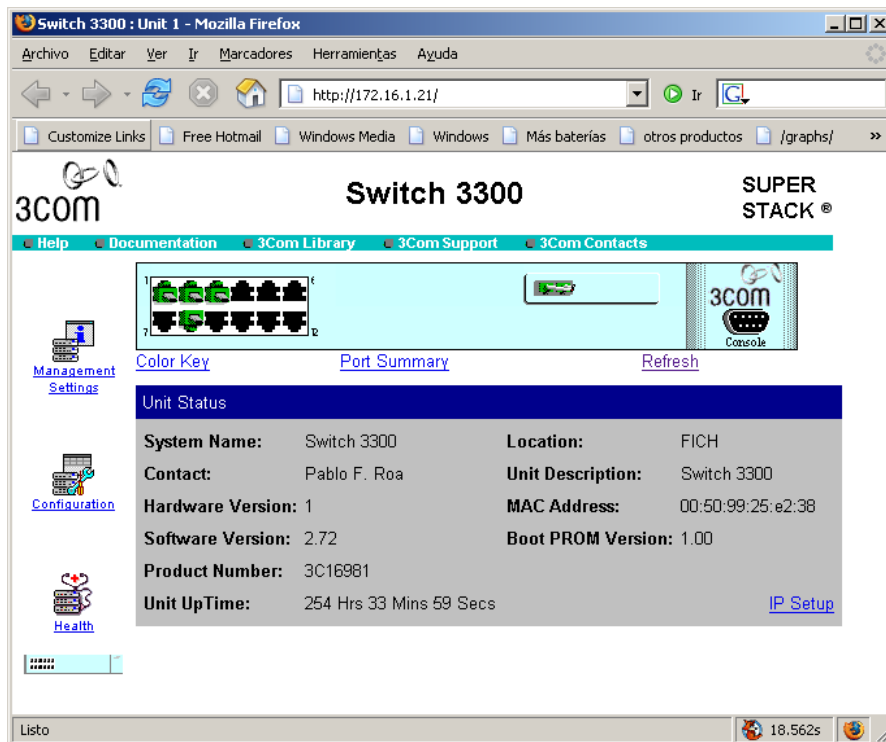 Switch 3300 : Unit 1 - Mozilla Firefox
Archivo Editar Ver Ir Marcadores Herramientas Ayuda
http://172.16.1.21/ Ir G
Customize Links Free Hotmail Windows Media Windows Más baterías otros productos /graphs/ »
3COM Switch 3300 SUPER
STACK ®
Help Documentation 3Com Library 3Com Support 3Com Contacts
1 6
7 12
3COM
Console
Color Key Port Summary Refresh
Management
Settings
Unit Status
System Name: Switch 3300 Location: FICH
Contact: Pablo F. Roa Unit Description: Switch 3300
Configuration
Hardware Version: 1 MAC Address: 00:50:99:25:e2:38
Software Version: 2.72 Boot PROM Version: 1.00
Product Number: 3C16981
Unit UpTime: 254 Hrs 33 Mins 59 Secs IP Setup
Health
Listo 18.562s